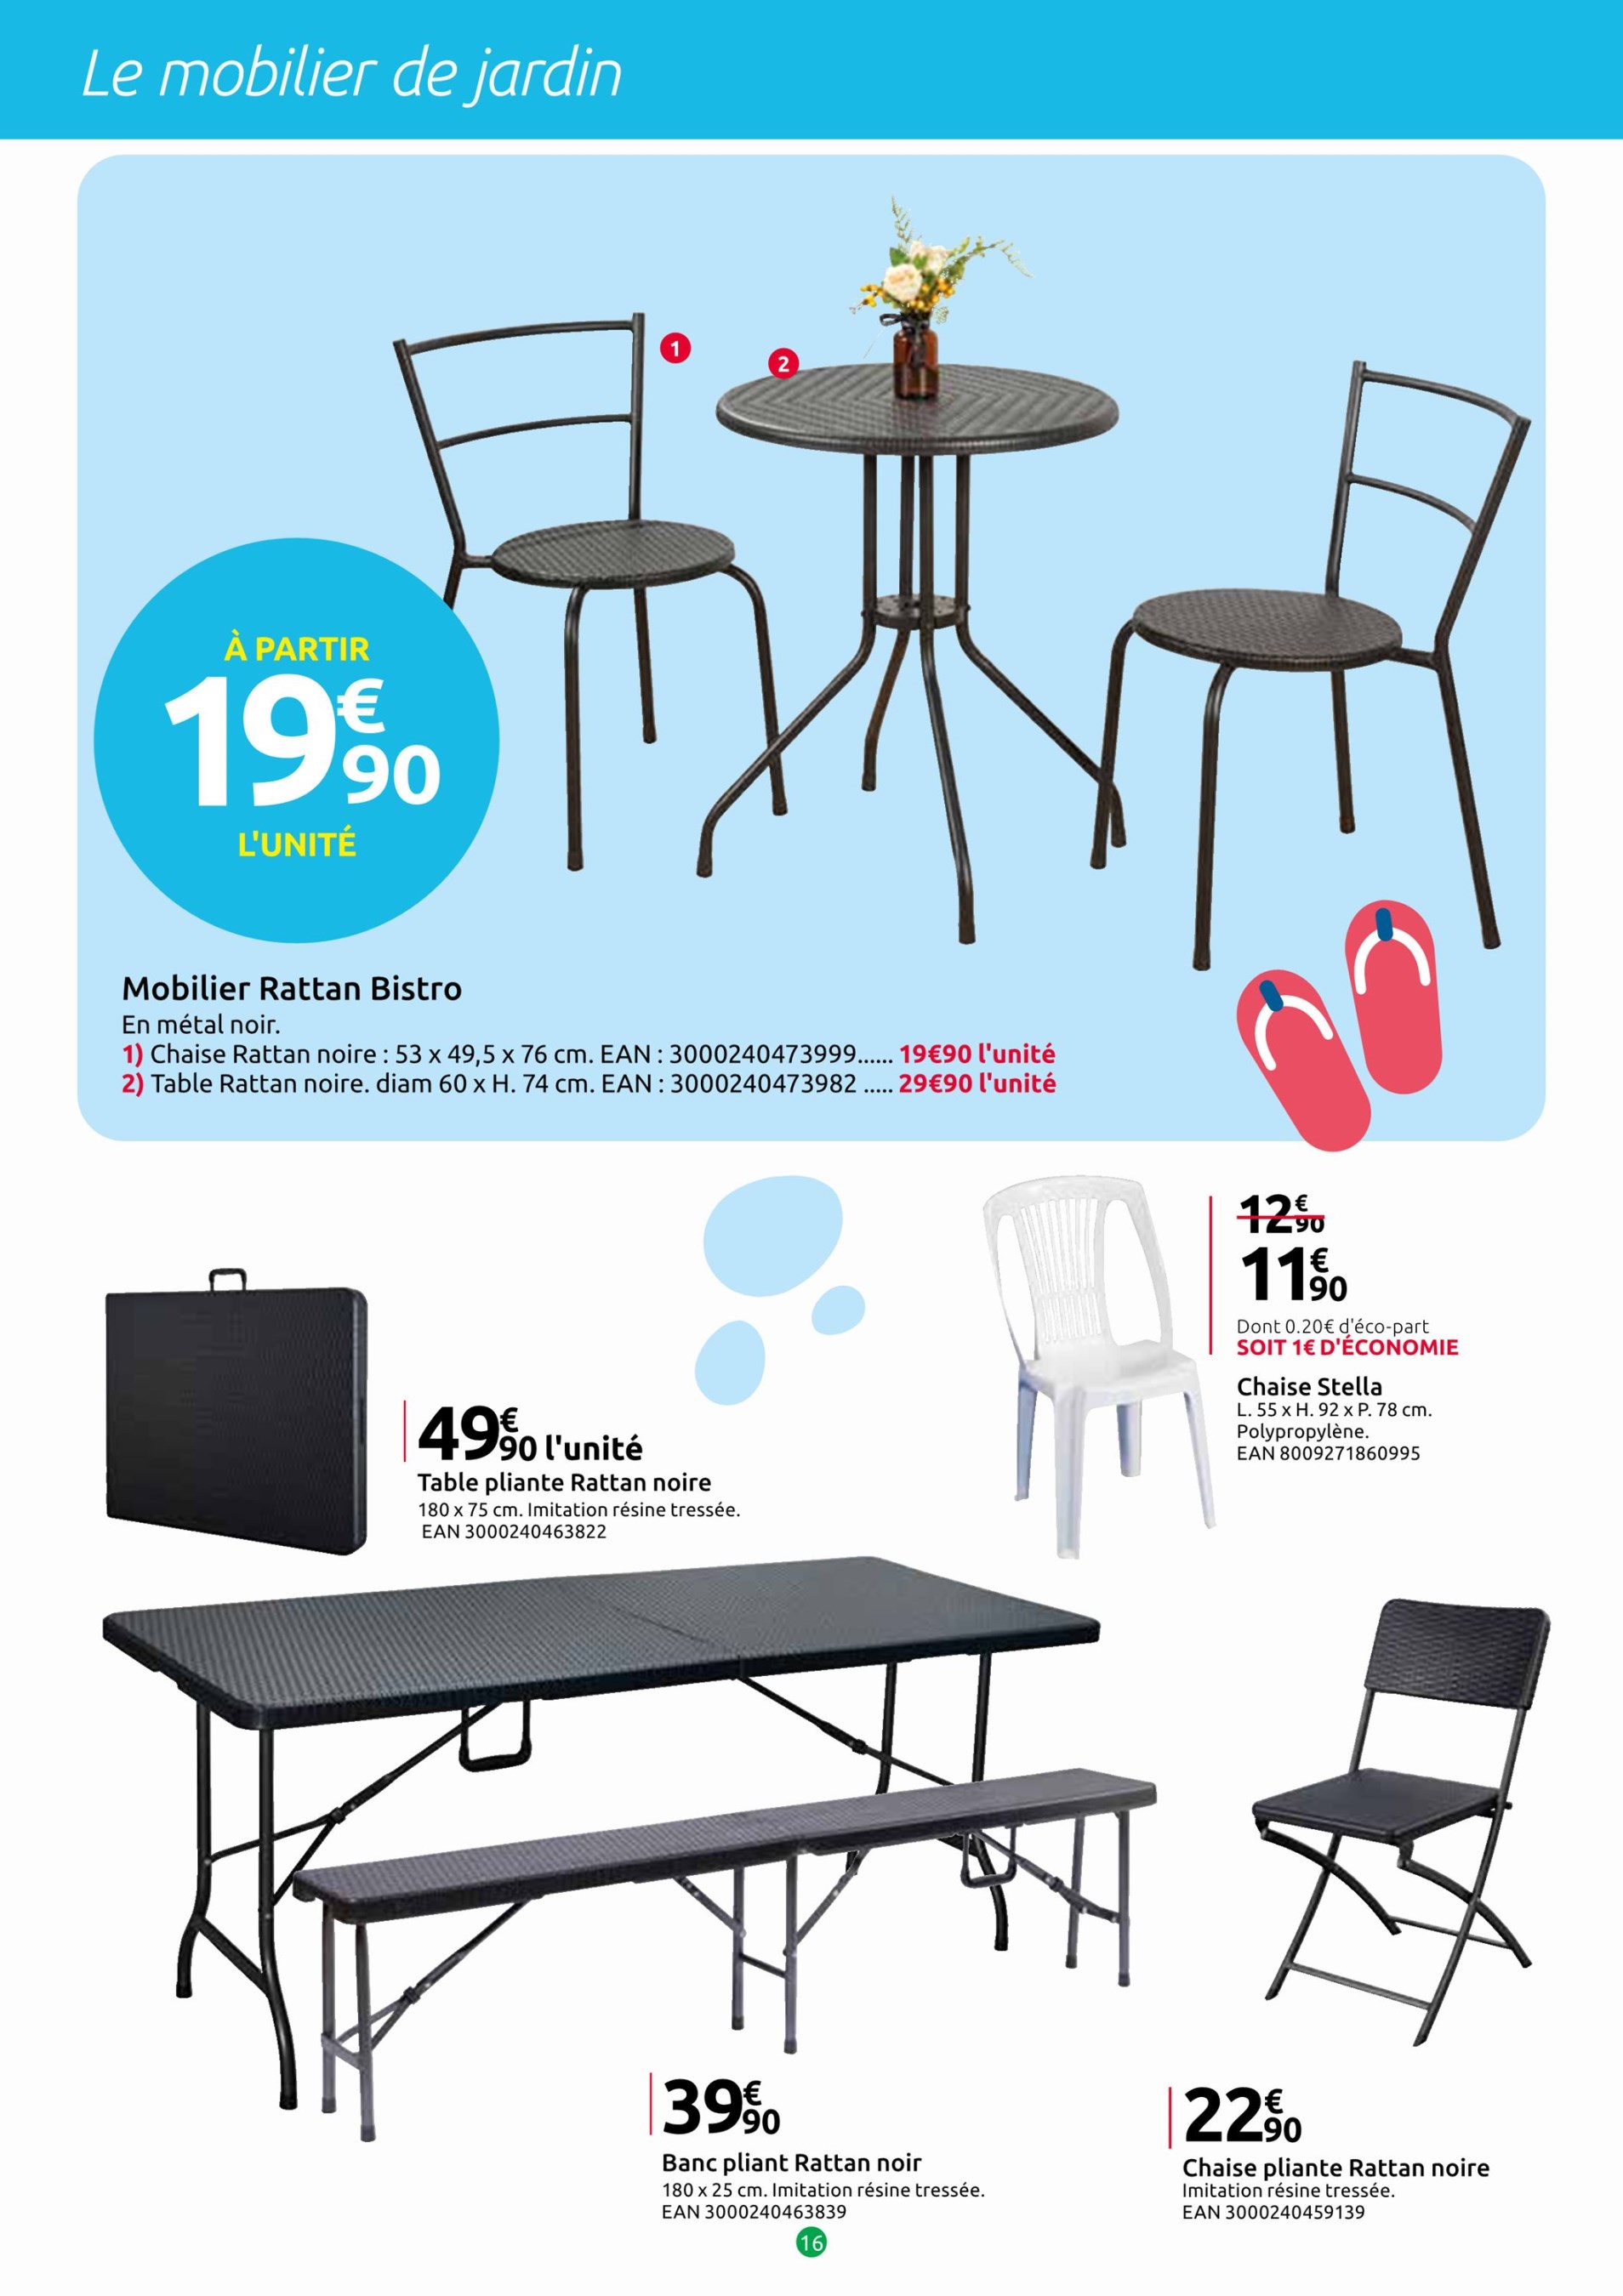 Le mobilier de jardin
1
2
À PARTIR
19€90
L'UNITÉ
Mobilier Rattan Bistro
En métal noir.
1) Chaise Rattan noire : 53 x 49,5 x 76 cm. EAN : 3000240473999...... 19€90 l'unité
2) Table Rattan noire. diam 60 x H. 74 cm. EAN : 3000240473982 ..... 29€90 l'unité
12€90
11€90
Dont 0.20€ d'éco-part
SOIT 1€ D'ÉCONOMIE
Chaise Stella
L. 55 x H. 92 x P. 78 cm.
Polypropylène.
EAN 8009271860995
49€90 l'unité
Table pliante Rattan noire
180 x 75 cm. Imitation résine tressée.
EAN 3000240463822
39€90
Banc pliant Rattan noir
180 x 25 cm. Imitation résine tressée.
EAN 3000240463839
22€90
Chaise pliante Rattan noire
Imitation résine tressée.
EAN 3000240459139
16